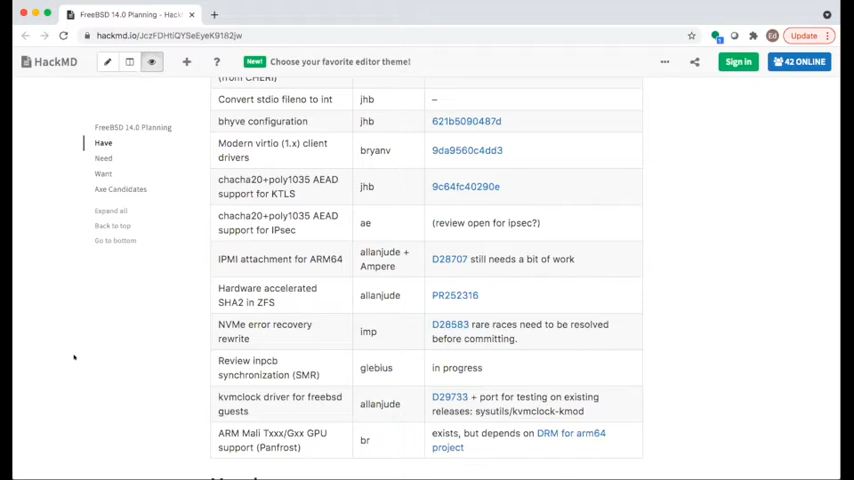 FreeBSD 14.0 Planning - HackM
hackmd.io/JczFDHtiQYSeEyeK9182jw
Ed
Update
HackMD
New!
Choose your favorite editor theme!
Sign in
42 ONLINE
FreeBSD 14.0 Planning
Have
Need
Want
Axe Candidates
Expand all
Back to top
Go to bottom
(from CHERI)
Convert stdio fileno to int
jhb
–
bhyve configuration
jhb
621b5090487d
Modern virtio (1.x) client
drivers
bryanv
9da9560c4dd3
chacha20+poly1035 AEAD
support for KTLS
jhb
9c64fc40290e
chacha20+poly1035 AEAD
support for IPsec
ae
(review open for ipsec?)
IPMI attachment for ARM64
allanjude +
Ampere
D28707 still needs a bit of work
Hardware accelerated
SHA2 in ZFS
allanjude
PR252316
NVMe error recovery
rewrite
imp
D28583 rare races need to be resolved
before committing.
Review inpcb
synchronization (SMR)
glebius
in progress
kvmclock driver for freebsd
guests
allanjude
D29733 + port for testing on existing
releases: sysutils/kvmclock-kmod
ARM Mali Txxx/Gxx GPU
support (Panfrost)
br
exists, but depends on DRM for arm64
project